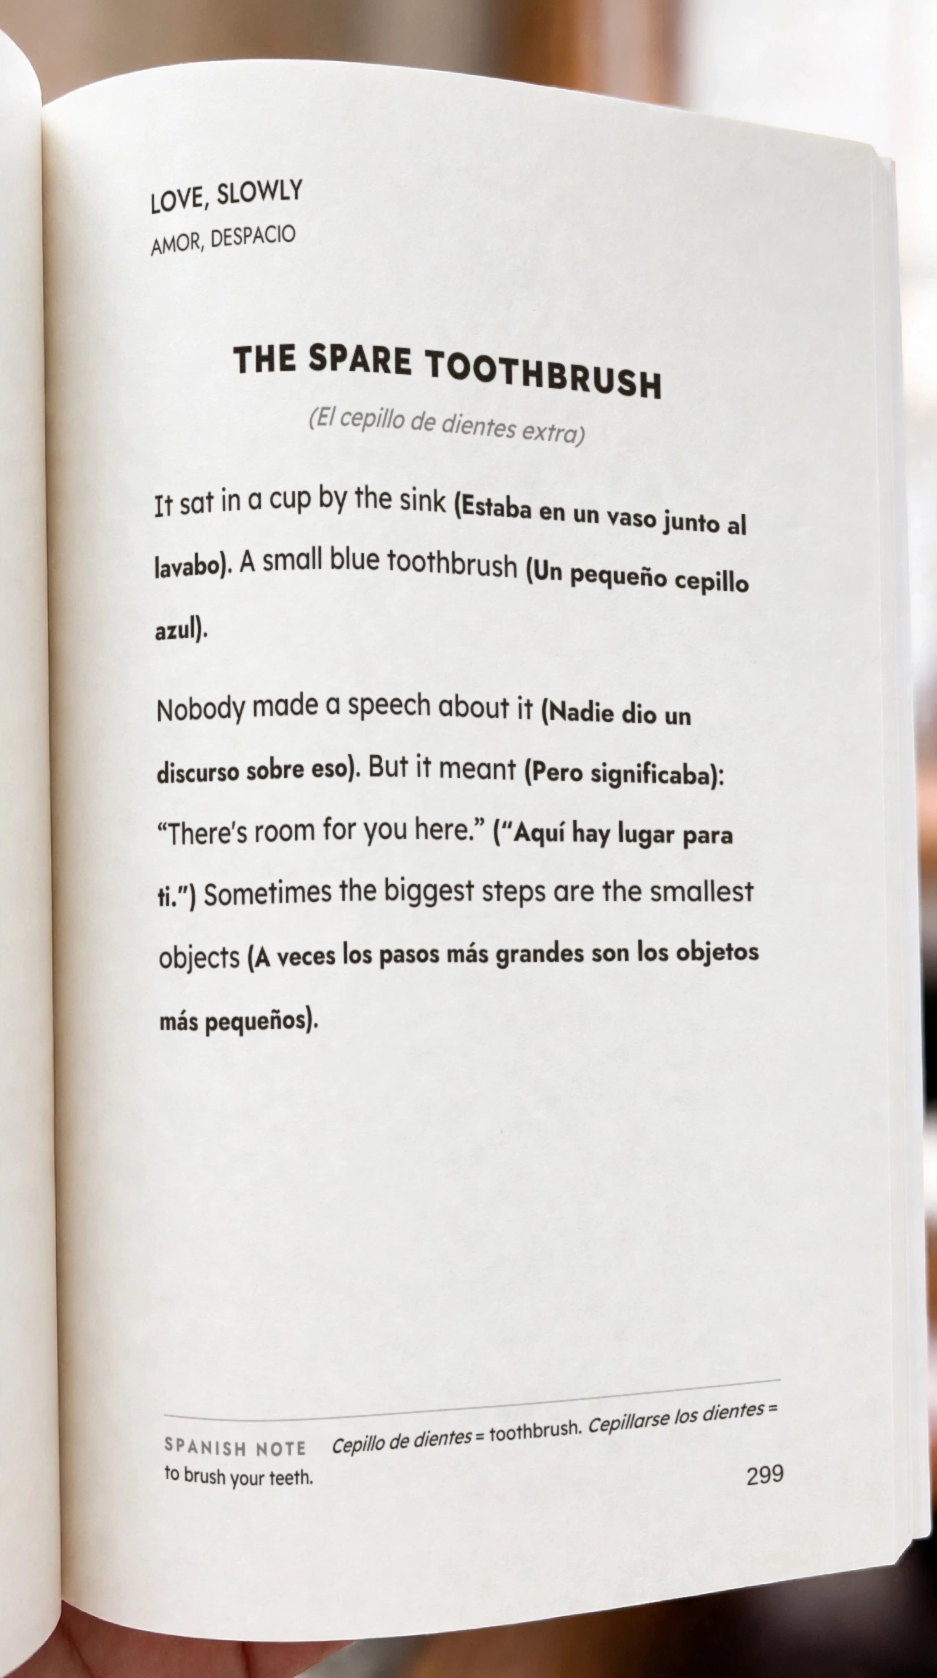 LOVE, SLOWLY
AMOR, DESPACIO
THE SPARE TOOTHBRUSH
(El cepillo de dientes extra)
It sat in a cup by the sink (Estaba en un vaso junto al
lavabo). A small blue toothbrush (Un pequeño cepillo
azul).
Nobody made a speech about it (Nadie dio un
discurso sobre eso). But it meant (Pero significaba):
“There’s room for you here.” (“Aquí hay lugar para
ti.”) Sometimes the biggest steps are the smallest
objects (A veces los pasos más grandes son los objetos
más pequeños).
SPANISH NOTE Cepillo de dientes = toothbrush. Cepillarse los dientes =
to brush your teeth.
299